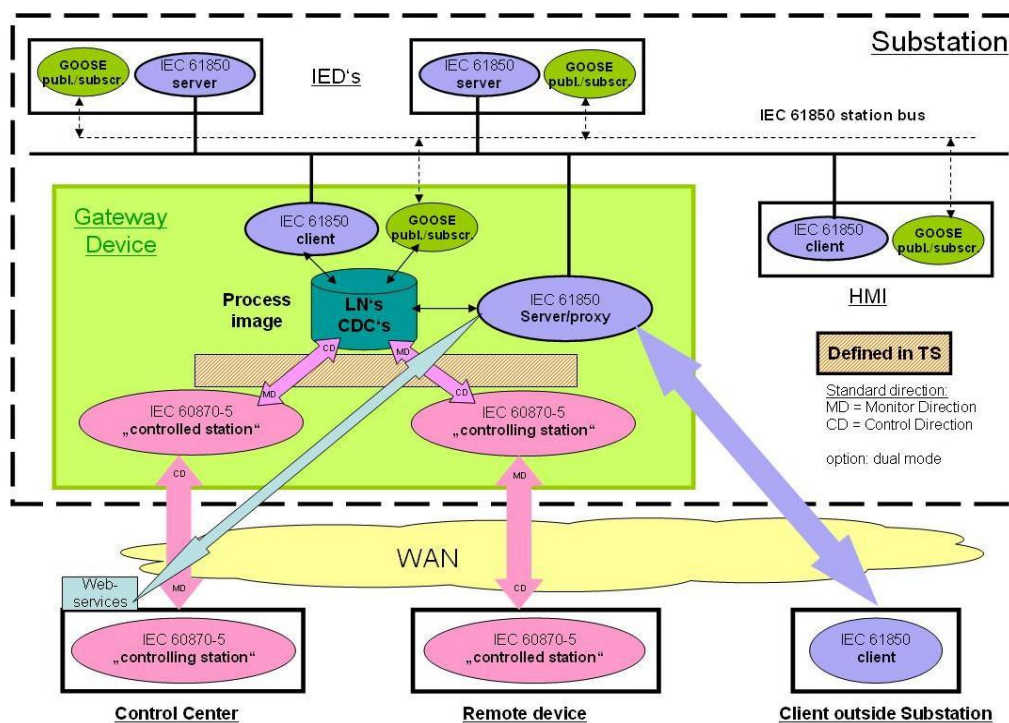 Substation
GOOSE
publ./subscr.
IEC 61850
server
IED‘s
IEC 61850
server
GOOSE
publ./subscr.
IEC 61850 station bus
Gateway
Device
IEC 61850
client
GOOSE
publ./subscr.
IEC 61850
client
GOOSE
publ./subscr.
HMI
Process
image
LN‘s
CDC‘s
IEC 61850
Server/proxy
CD
MD
MD
CD
Defined in TS
Standard direction:
MD = Monitor Direction
CD = Control Direction
option: dual mode
IEC 60870-5
„controlled station“
IEC 60870-5
„controlling station“
CD
MD
WAN
MD
CD
Web-
services
IEC 60870-5
„controlling station“
IEC 60870-5
„controlled station“
IEC 61850
client
Control Center
Remote device
Client outside Substation